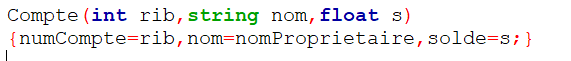 Compte(int rib,string nom,float s)
{numCompte=rib,nom=nomProprietaire,solde=s;}